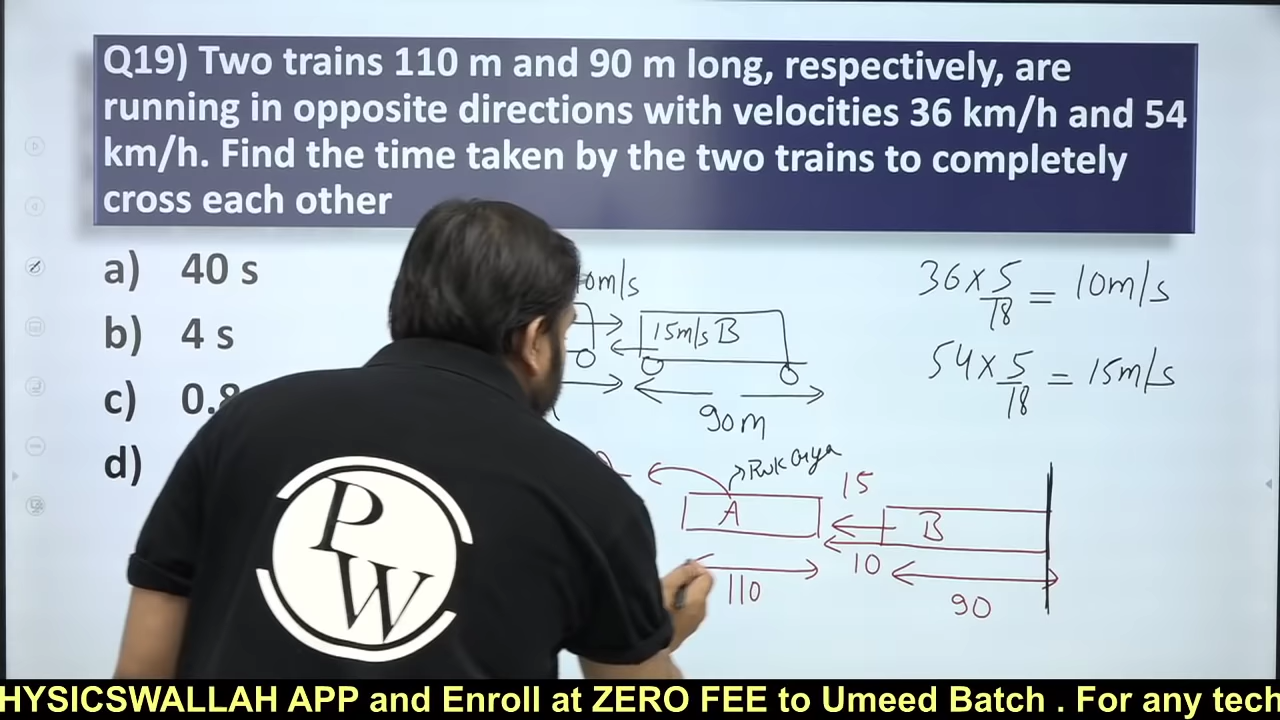 Q19) Two trains 110 m and 90 m long, respectively, are
running in opposite directions with velocities 36 km/h and 54
km/h. Find the time taken by the two trains to completely
cross each other
a) 40 s
b) 4 s
c) 0.8
d)
10m/s
15m/s B
90m
36 × 5/18 = 10m/s
54 × 5/18 = 15m/s
Ruk Gya
A
15
B
10
110
90
PW
HYSICSWALLAH APP and Enroll at ZERO FEE to Umeed Batch . For any tech